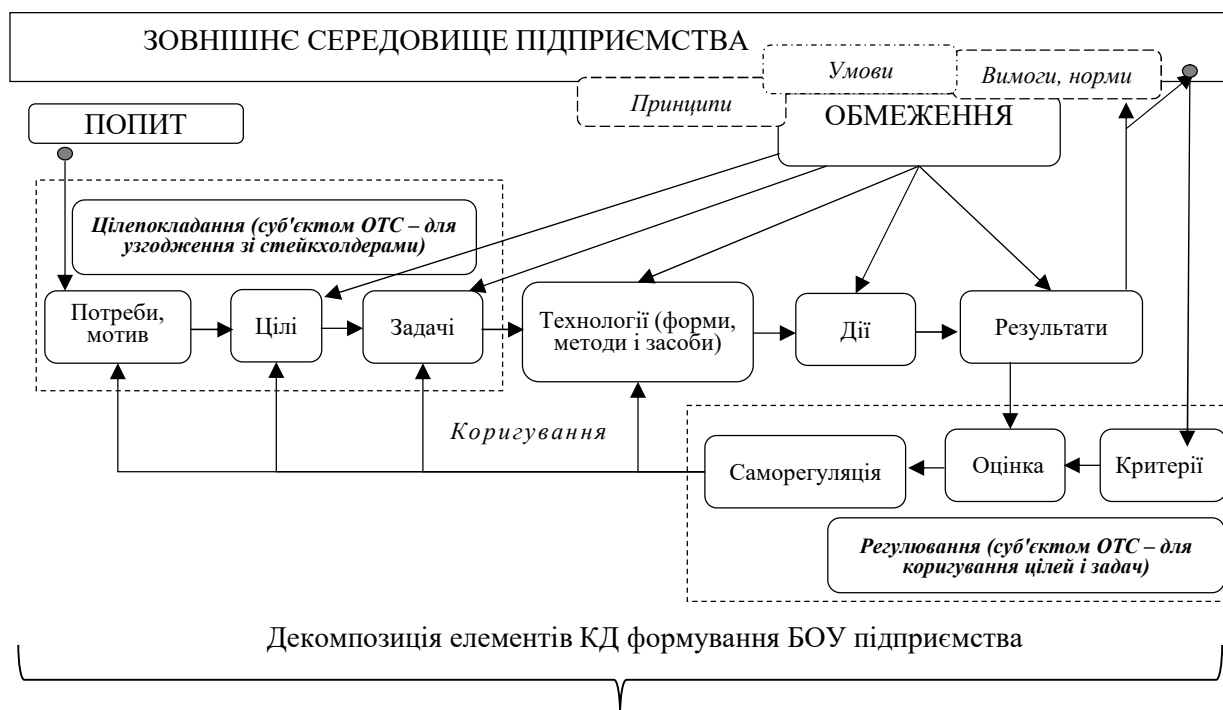 ЗОВНІШНЄ СЕРЕДОВИЩЕ ПІДПРИЄМСТВА
Умови
Вимоги, норми
Принципи
ПОПИТ
ОБМЕЖЕННЯ
Цілепокладання (суб'єктом ОТС – для
узгодження зі стейкхолдерами)
Потреби,
мотив
Цілі
Задачі
Технології (форми,
методи і засоби)
Дії
Результати
Коригування
Саморегуляція
Оцінка
Критерії
Регулювання (суб'єктом ОТС – для
коригування цілей і задач)
Декомпозиція елементів КД формування БОУ підприємства